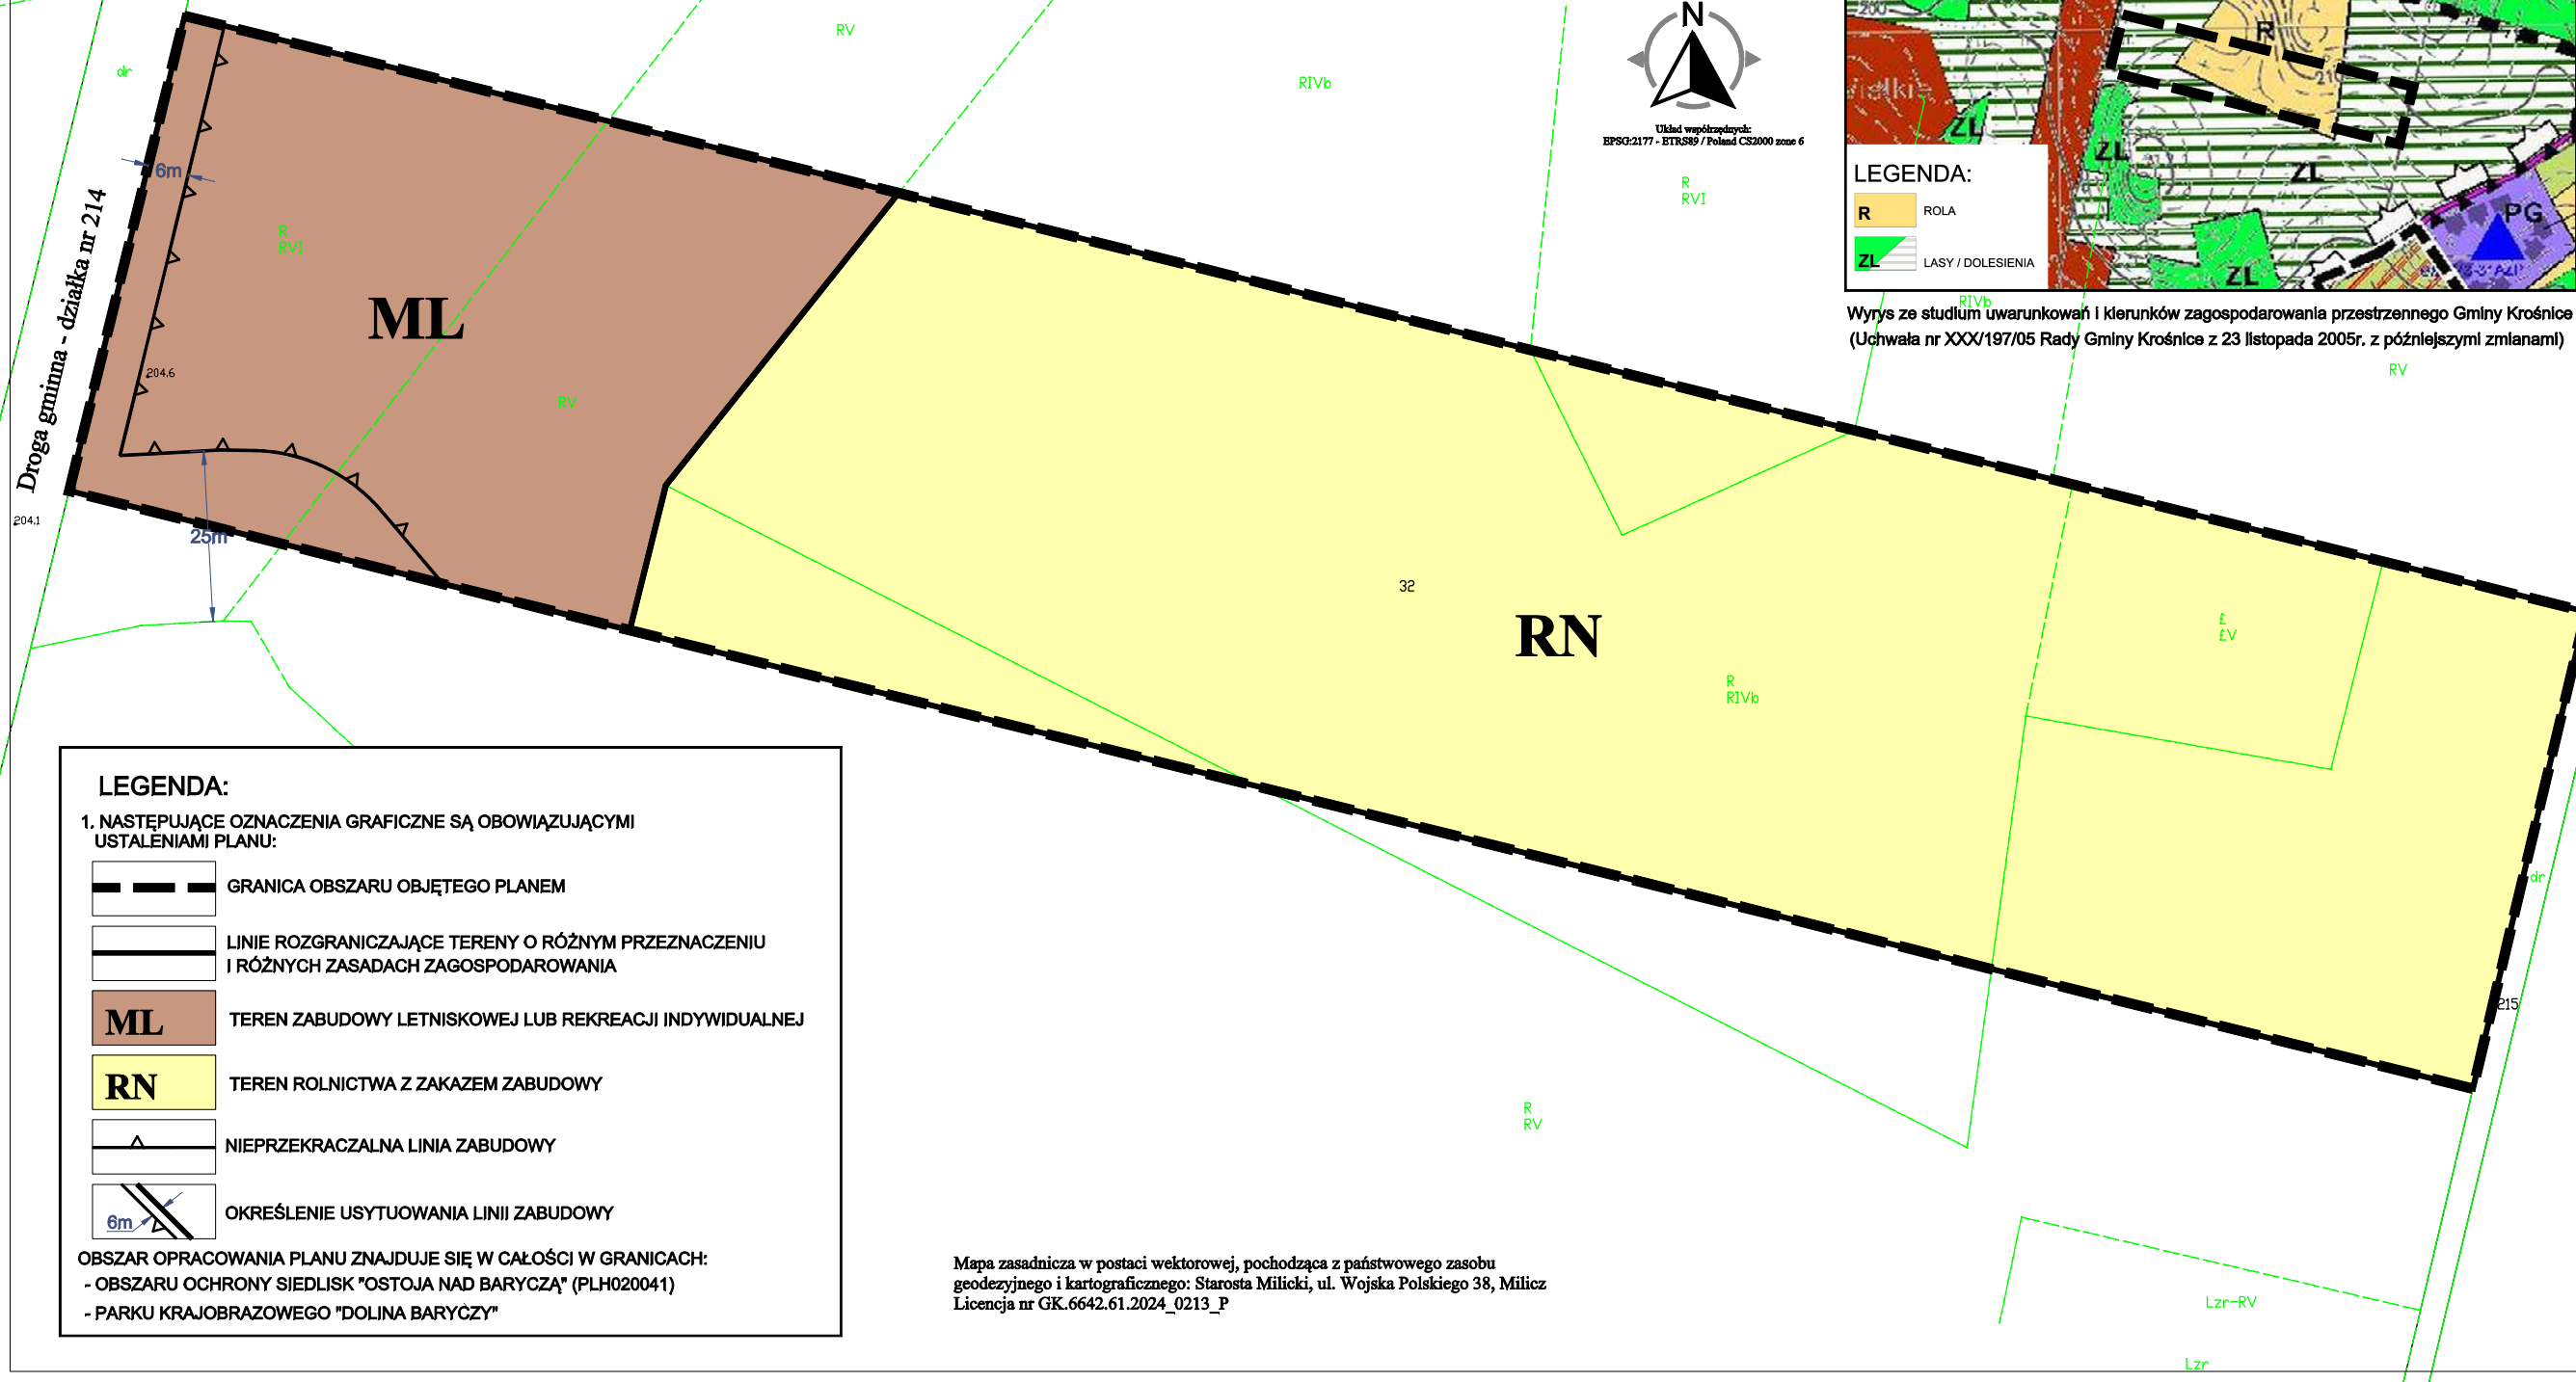 N
Układ współrzędnych:
EPSG:2177 - ETRS89 / Poland CS2000 zone 6
200
R
210
ZL
ZL
ZL
ZL
PG
LEGENDA:
R ROLA
ZL LASY / DOLESIENIA
Wyrys ze studium uwarunkowań i kierunków zagospodarowania przestrzennego Gminy Krośnice
(Uchwała nr XXX/197/05 Rady Gminy Krośnice z 23 listopada 2005r. z późniejszymi zmianami)
dr
RV
RIVb
R
RVI
RIVb
RV
Droga gminna - działka nr 214
6m
R
RVI
ML
204.6
RV
204.1
25m
32
RN
R
RIVb
£
£V
dr
215
R
RV
Lzr-RV
Lzr
LEGENDA:
1. NASTĘPUJĄCE OZNACZENIA GRAFICZNE SĄ OBOWIĄZUJĄCYMI
USTALENIAMI PLANU:
GRANICA OBSZARU OBJĘTEGO PLANEM
LINIE ROZGRANICZAJĄCE TERENY O RÓŻNYM PRZEZNACZENIU
I RÓŻNYCH ZASADACH ZAGOSPODAROWANIA
ML TEREN ZABUDOWY LETNISKOWEJ LUB REKREACJI INDYWIDUALNEJ
RN TEREN ROLNICTWA Z ZAKAZEM ZABUDOWY
NIEPRZEKRACZALNA LINIA ZABUDOWY
6m OKREŚLENIE USYTUOWANIA LINII ZABUDOWY
OBSZAR OPRACOWANIA PLANU ZNAJDUJE SIĘ W CAŁOŚCI W GRANICACH:
- OBSZARU OCHRONY SIEDLISK "OSTOJA NAD BARYCZĄ" (PLH020041)
- PARKU KRAJOBRAZOWEGO "DOLINA BARYCZY"
Mapa zasadnicza w postaci wektorowej, pochodząca z państwowego zasobu
geodezyjnego i kartograficznego: Starosta Milicki, ul. Wojska Polskiego 38, Milicz
Licencja nr GK.6642.61.2024_0213_P